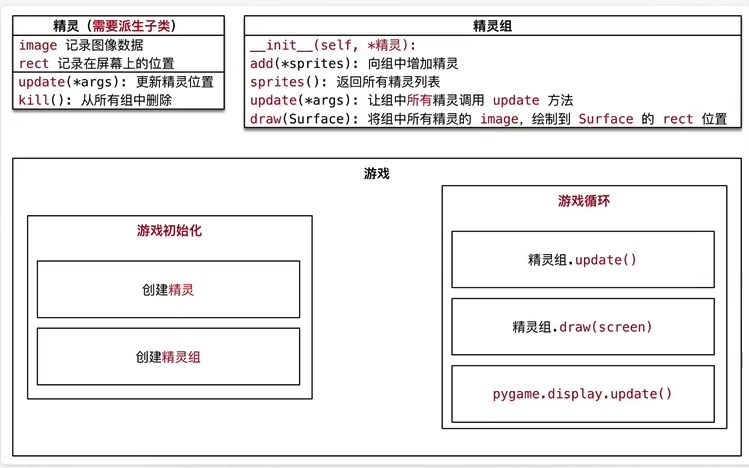 精灵（需要派生子类）
image 记录图像数据
rect 记录在屏幕上的位置
update(*args): 更新精灵位置
kill(): 从所有组中删除
精灵组
__init__(self, *精灵):
add(*sprites): 向组中增加精灵
sprites(): 返回所有精灵列表
update(*args): 让组中所有精灵调用 update 方法
draw(Surface): 将组中所有精灵的 image，绘制到 Surface 的 rect 位置
游戏
游戏初始化
创建精灵
创建精灵组
游戏循环
精灵组.update()
精灵组.draw(screen)
pygame.display.update()